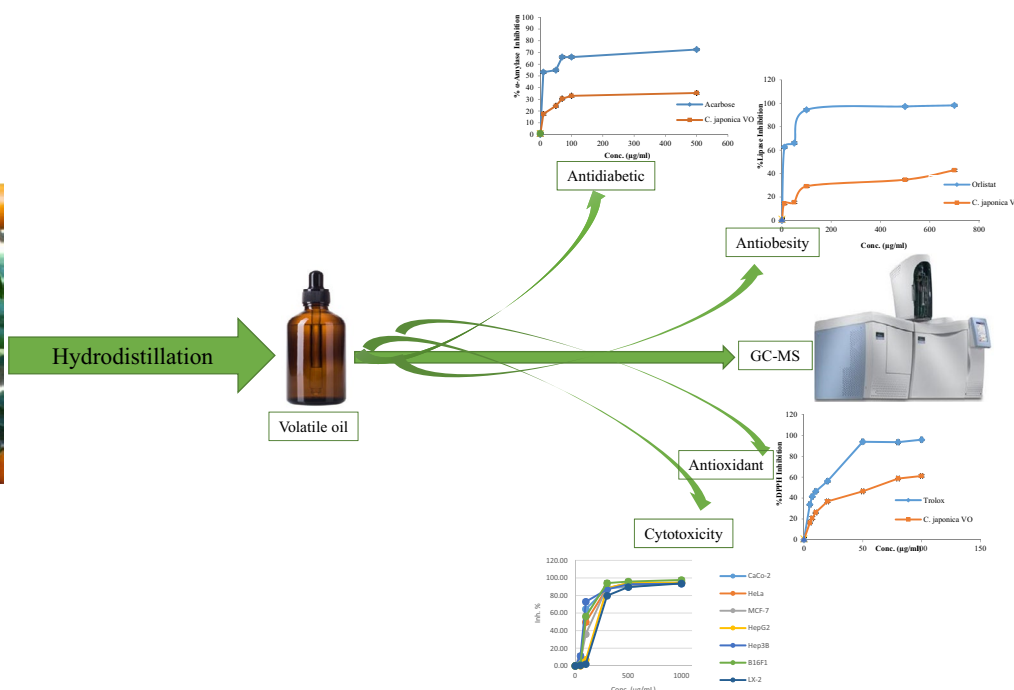 100
90
80
70
60
50
40
30
20
10
0
% α-Amylase Inhibition
0 100 200 300 400 500 600
Conc. (µg/ml)
Acarbose
C. japonica VO
Antidiabetic
120
100
80
60
40
20
0
%Lipase Inhibition
0 200 400 600 800
Conc. (µg/ml)
Orlistat
C. japonica V
Antiobesity
Hydrodistillation
Volatile oil
GC-MS
Antioxidant
120
100
80
60
40
20
0
%DPPH Inhibition
0 50 100 150
Conc. (µg/ml)
Trolox
C. japonica VO
Cytotoxicity
120.00
100.00
80.00
60.00
40.00
20.00
0.00
Inh. %
0 500 1000
Conc. (µg/mL)
CaCo-2
HeLa
MCF-7
HepG2
Hep3B
B16F1
LX-2